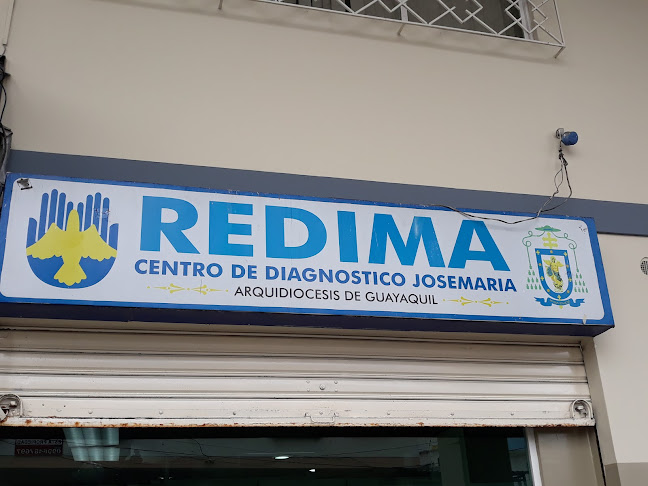 REDIMA
CENTRO DE DIAGNOSTICO JOSEMARIA
ARQUIDIOCESIS DE GUAYAQUIL